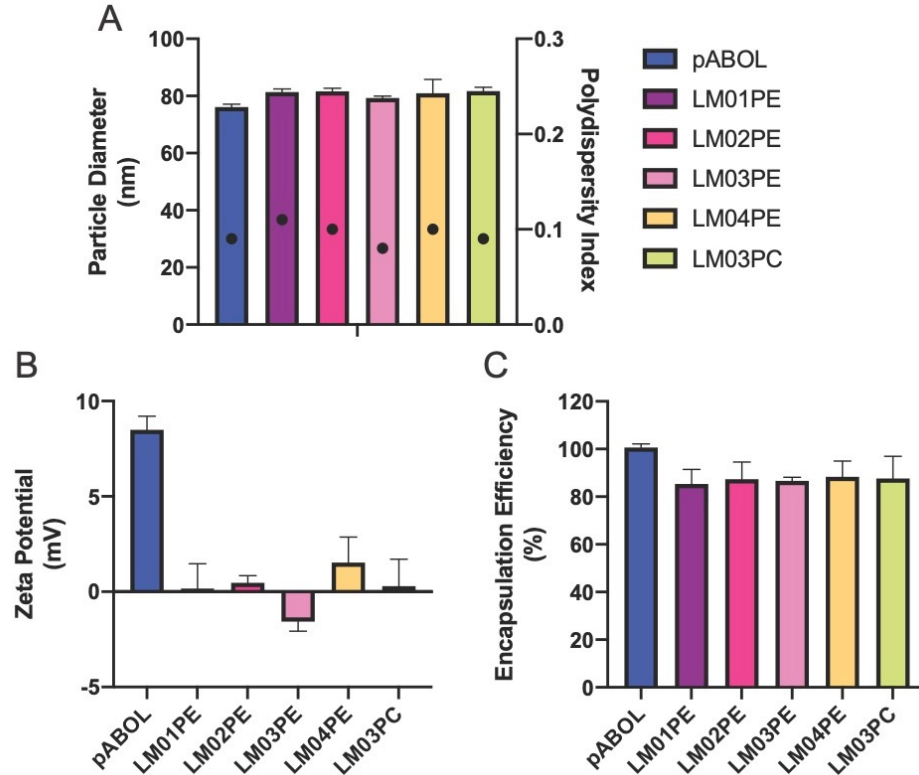 A
100
80
60
40
20
0
Particle Diameter
(nm)
0.3
0.2
0.1
0.0
Polydispersity Index
pABOL
LM01PE
LM02PE
LM03PE
LM04PE
LM03PC
B
10
5
0
-5
Zeta Potential
(mV)
pABOL
LM01PE
LM02PE
LM03PE
LM04PE
LM03PC
C
120
100
80
60
40
20
0
Encapsulation Efficiency
(%)
pABOL
LM01PE
LM02PE
LM03PE
LM04PE
LM03PC